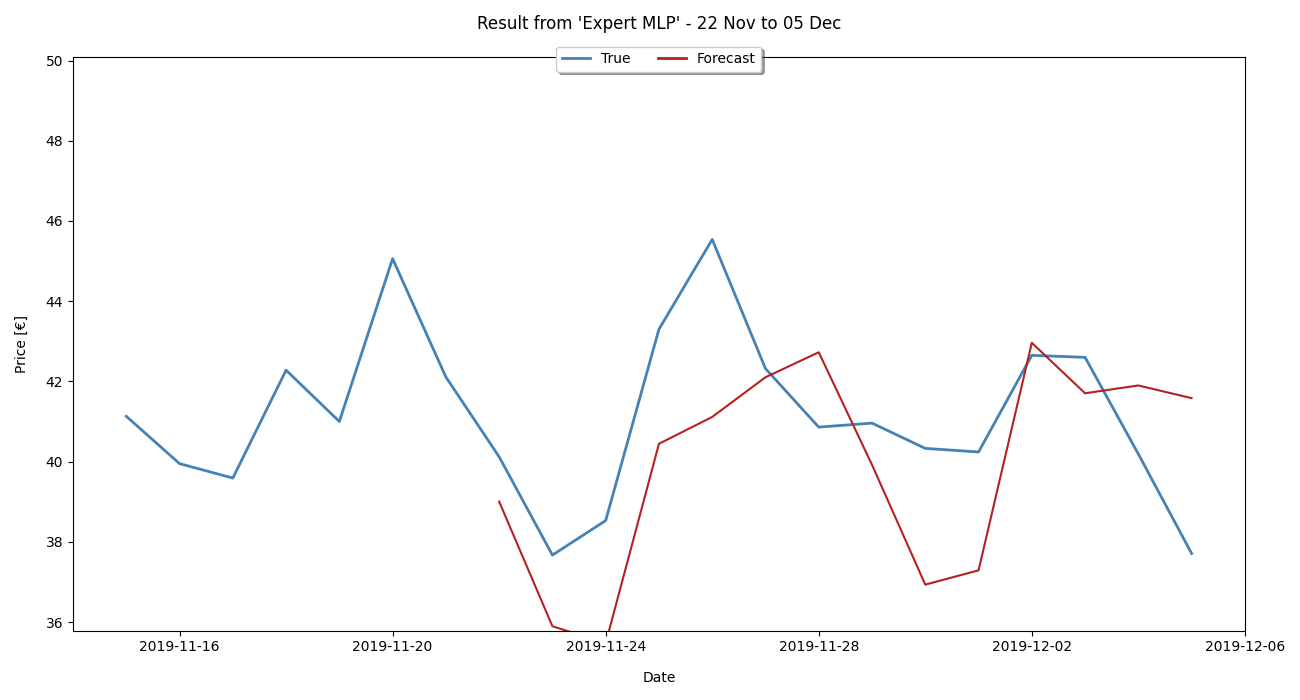 Result from 'Expert MLP' - 22 Nov to 05 Dec
True Forecast
50
48
46
44
42
40
38
36
Price [€]
2019-11-16 2019-11-20 2019-11-24 2019-11-28 2019-12-02 2019-12-06
Date